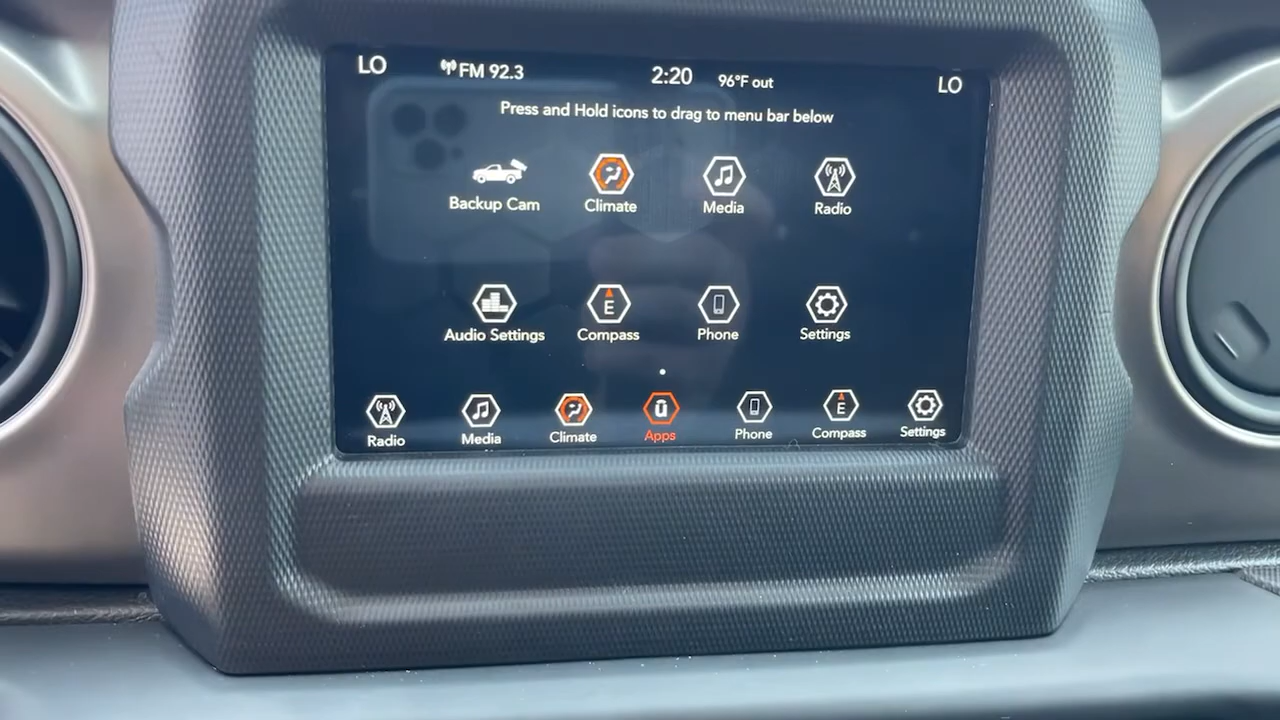 LO FM 92.3 2:20 96°F out LO
Press and Hold icons to drag to menu bar below
Backup Cam Climate Media Radio
E
Audio Settings Compass Phone Settings
ū E
Radio Media Climate Apps Phone Compass Settings